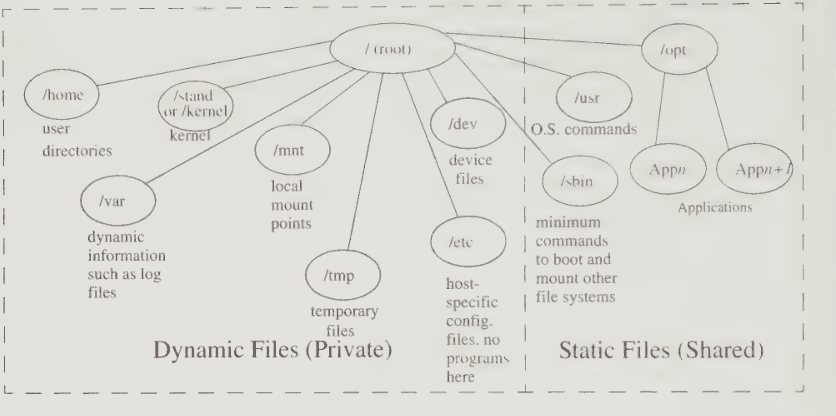 / (root)
/opt
/home
/stand
or /kernel
kernel
/usr
user
directories
/mnt
/dev
O.S. commands
device
files
/sbin
Appn
Appn+1
Applications
/var
local
mount
points
dynamic
information
such as log
files
/tmp
temporary
files
/etc
host-
specific
config.
files. no
programs
here
minimum
commands
to boot and
mount other
file systems
Dynamic Files (Private)
Static Files (Shared)